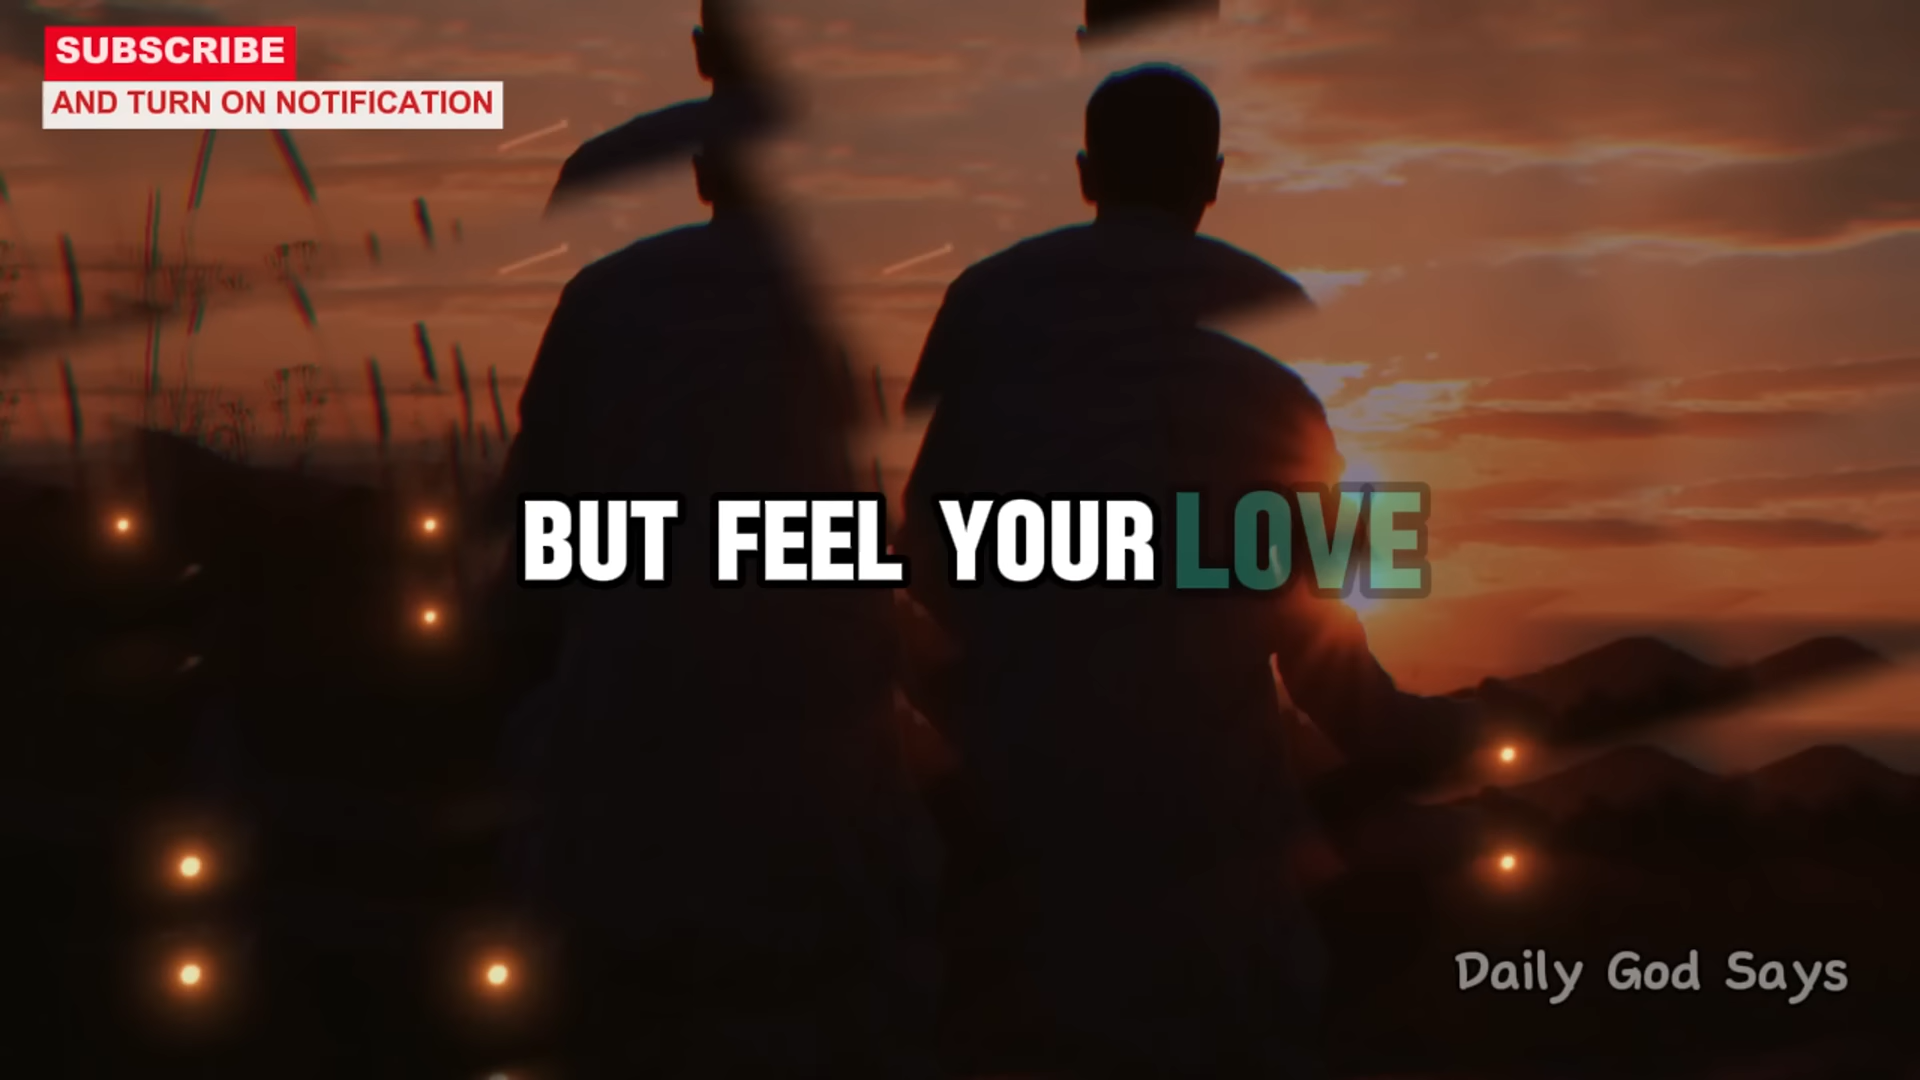 SUBSCRIBE
AND TURN ON NOTIFICATION
BUT FEEL YOUR LOVE
Daily God Says